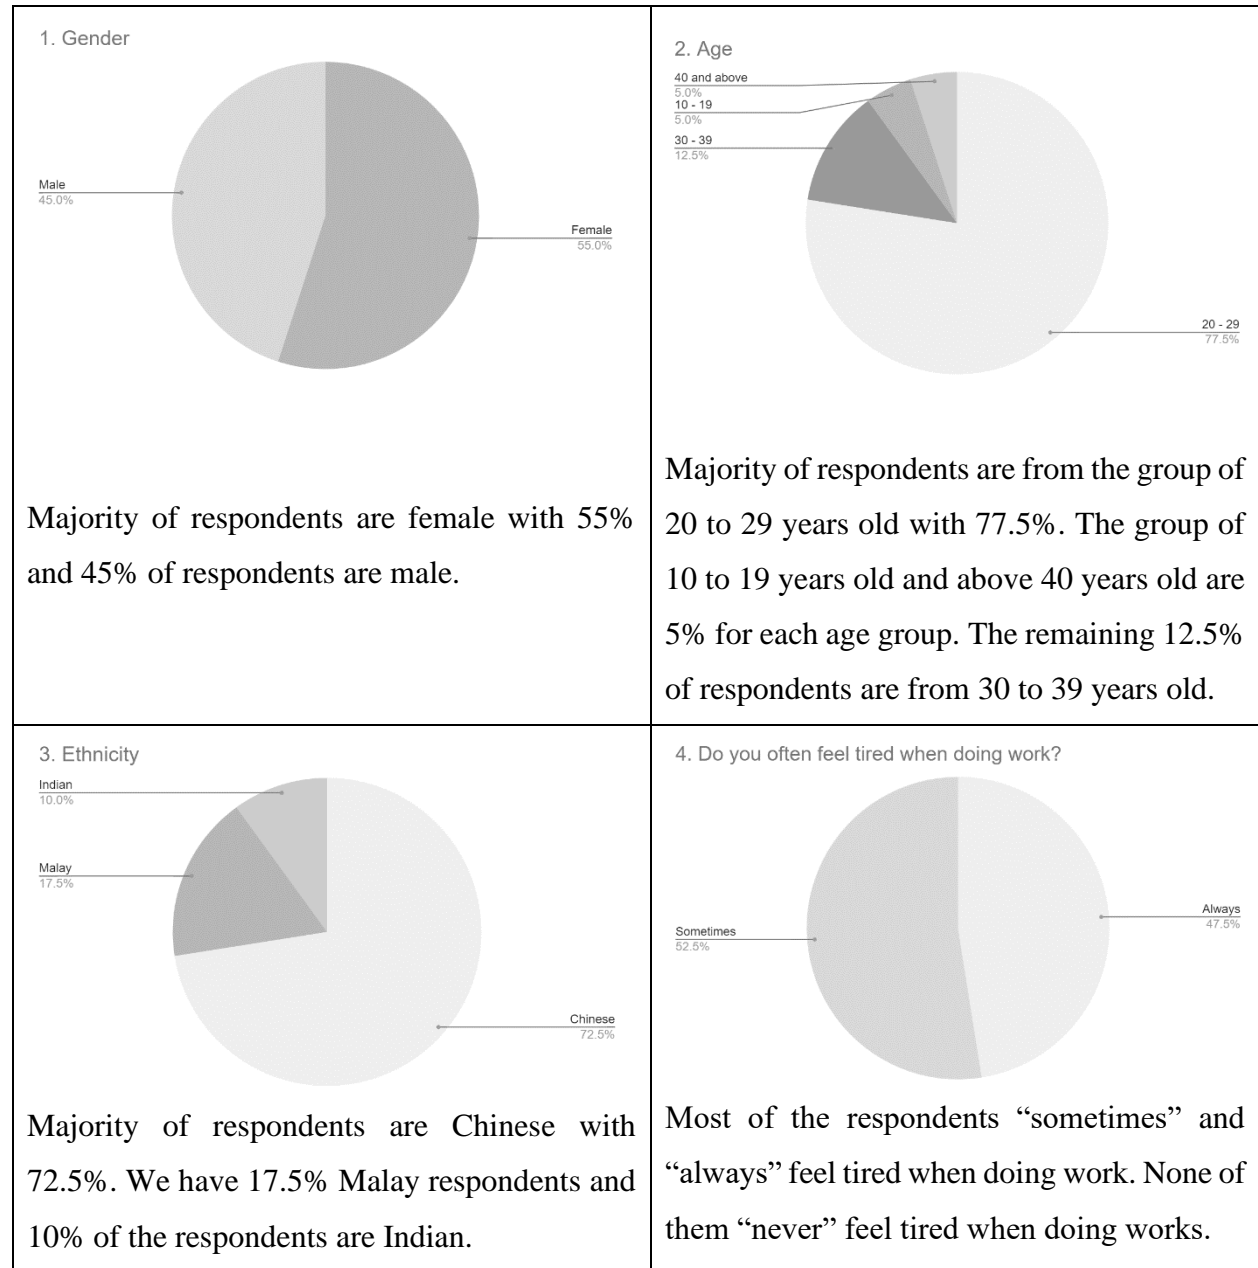 1. Gender
Male
45.0%
Female
55.0%
Majority of respondents are female with 55%
and 45% of respondents are male.
2. Age
40 and above
5.0%
10 - 19
5.0%
30 - 39
12.5%
20 - 29
77.5%
Majority of respondents are from the group of
20 to 29 years old with 77.5%. The group of
10 to 19 years old and above 40 years old are
5% for each age group. The remaining 12.5%
of respondents are from 30 to 39 years old.
3. Ethnicity
Indian
10.0%
Malay
17.5%
Chinese
72.5%
Majority of respondents are Chinese with
72.5%. We have 17.5% Malay respondents and
10% of the respondents are Indian.
4. Do you often feel tired when doing work?
Sometimes
52.5%
Always
47.5%
Most of the respondents “sometimes” and
“always” feel tired when doing work. None of
them “never” feel tired when doing works.